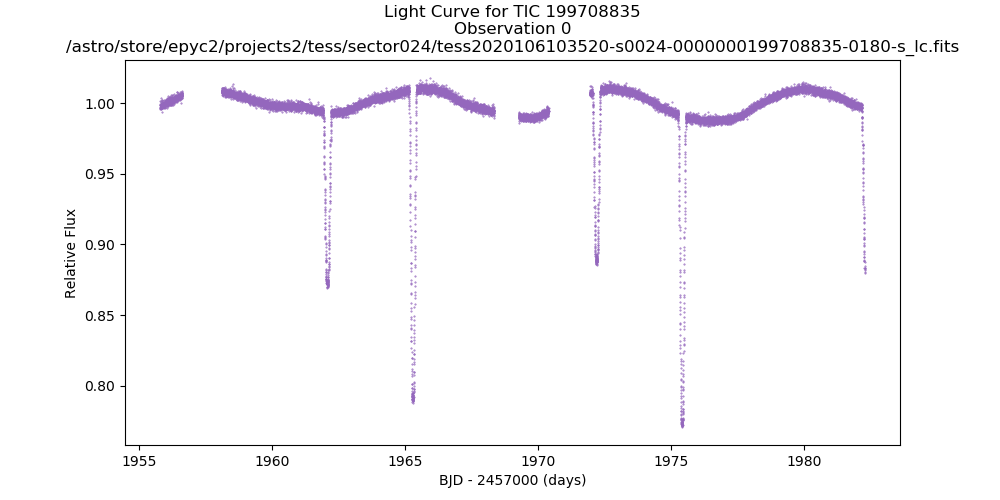 Light Curve for TIC 199708835
Observation 0
/astro/store/epyc2/projects2/tess/sector024/tess2020106103520-s0024-0000000199708835-0180-s_lc.fits
1.00
0.95
0.90
0.85
0.80
Relative Flux
1955
1960
1965
1970
1975
1980
BJD - 2457000 (days)